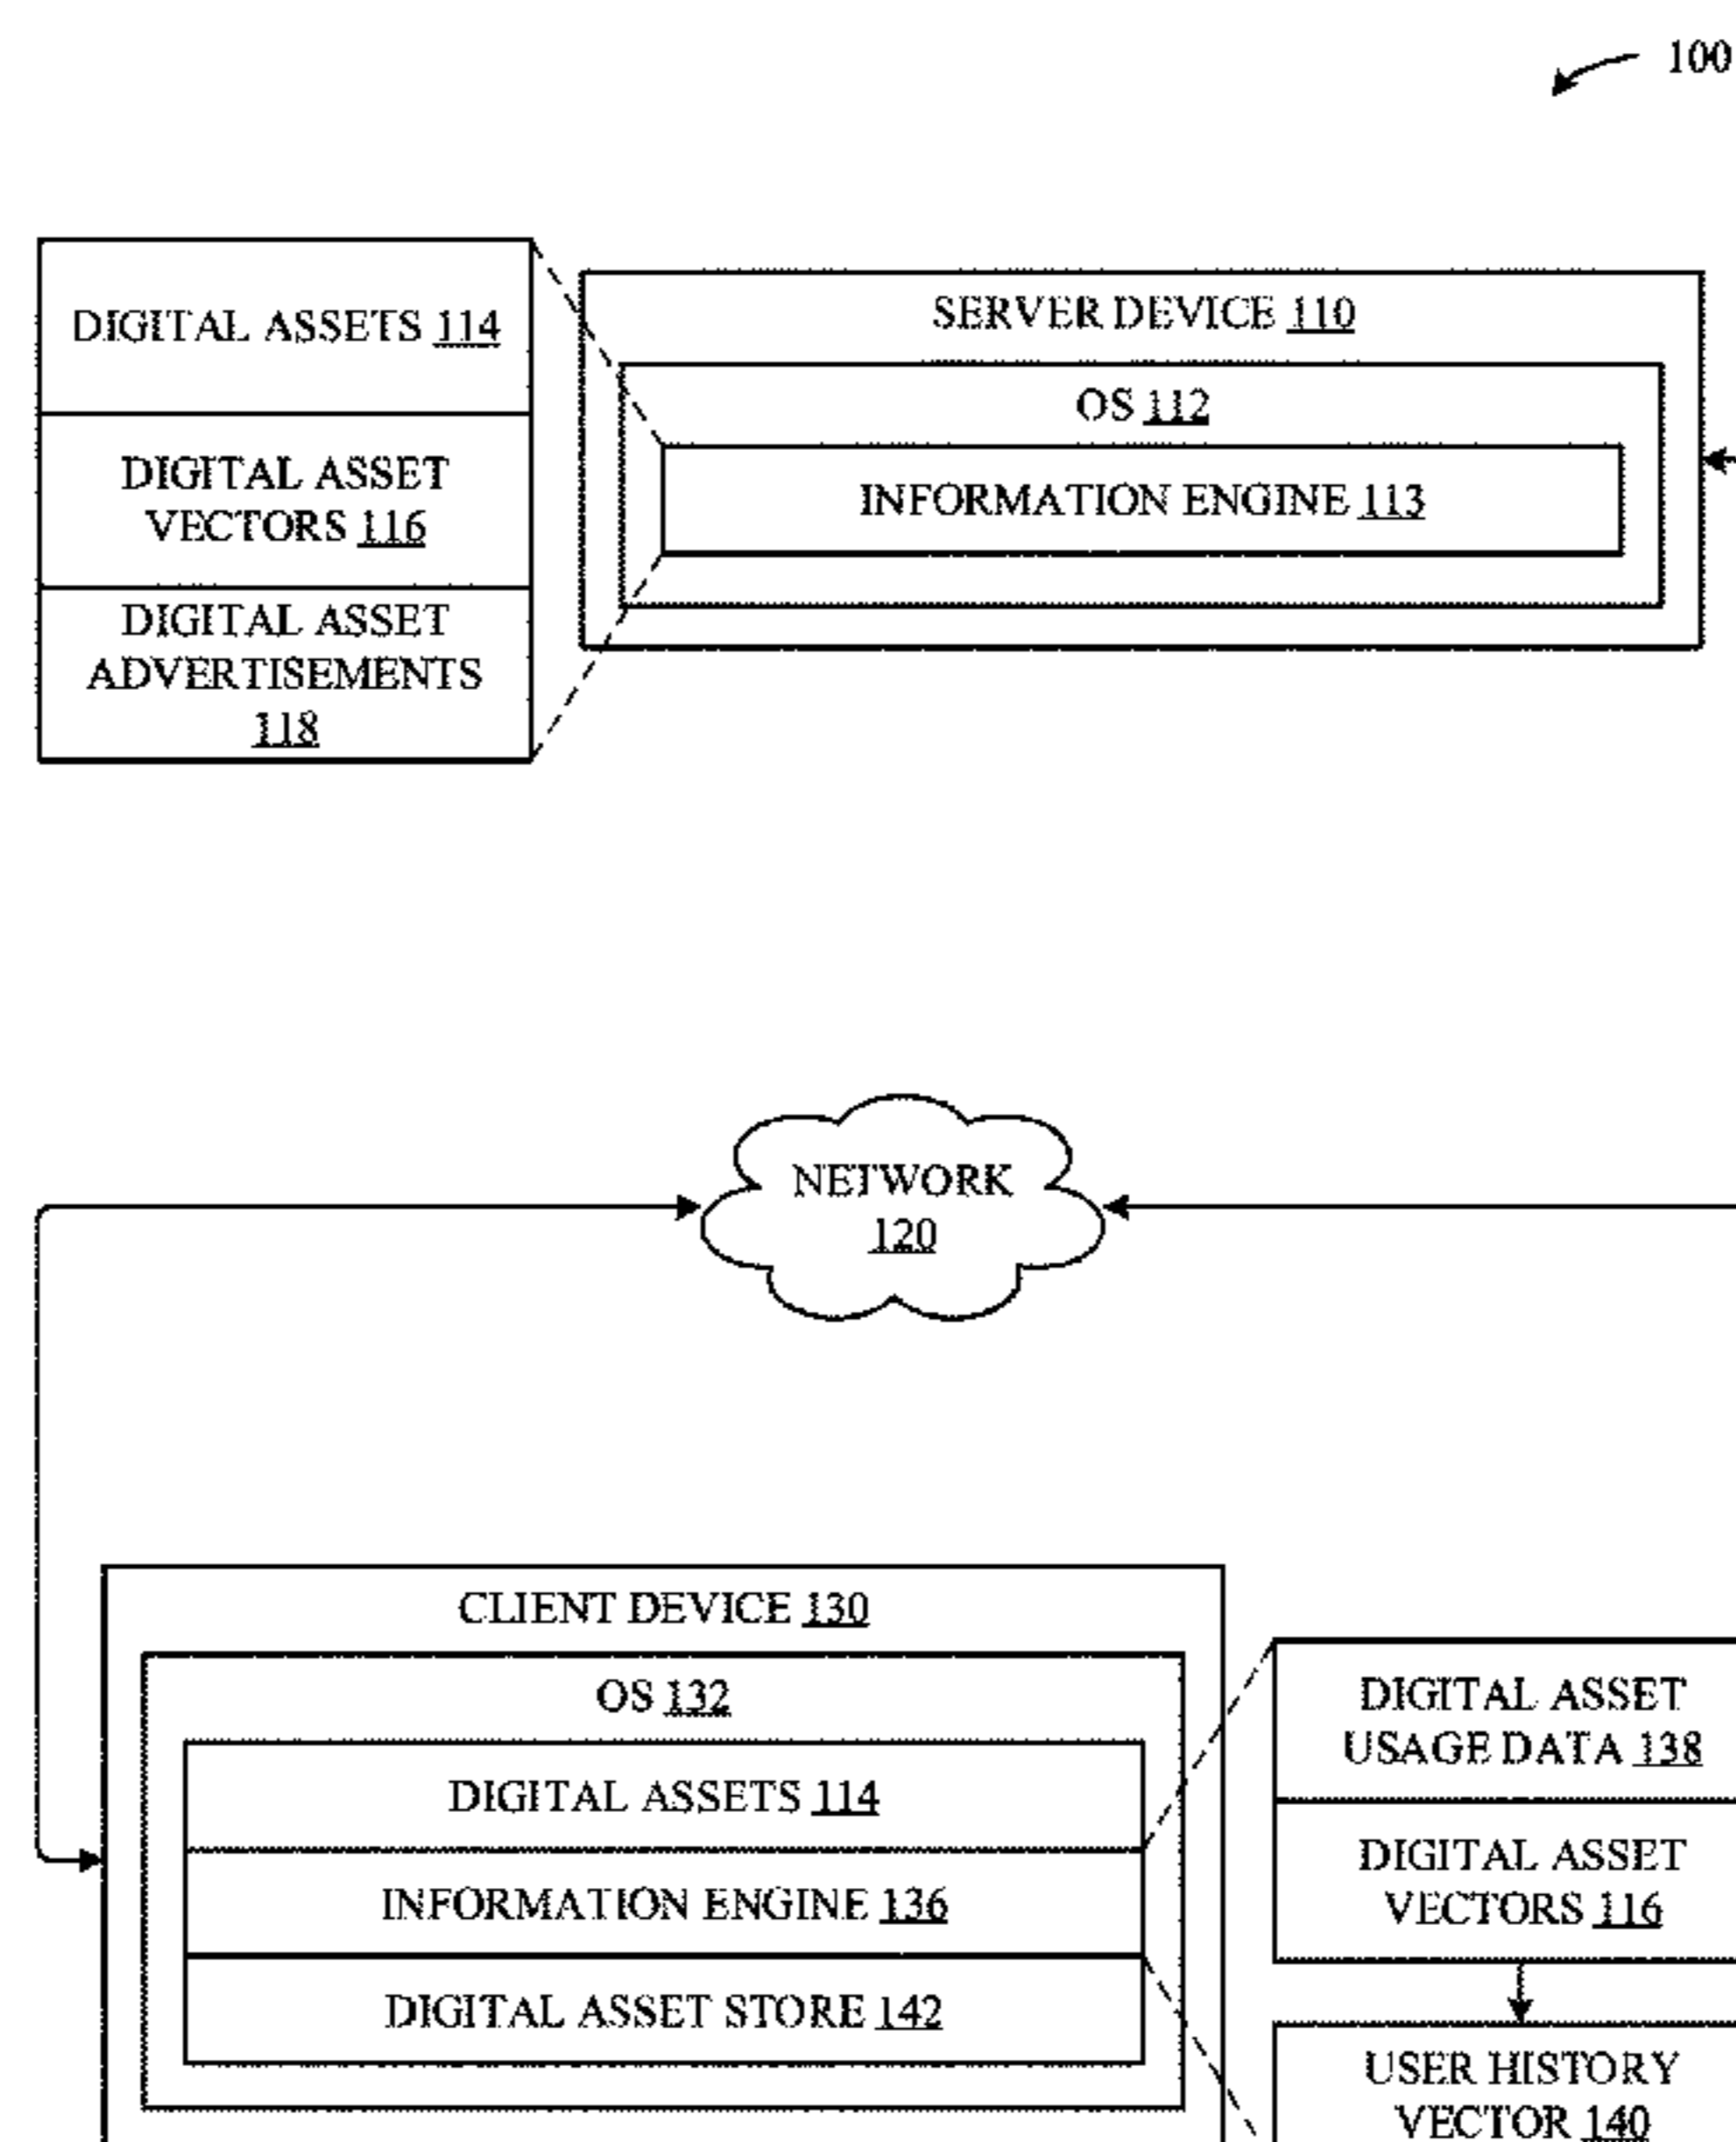 100
DIGITAL ASSETS 114
DIGITAL ASSET
VECTORS 116
DIGITAL ASSET
ADVERTISEMENTS
118
SERVER DEVICE 110
OS 112
INFORMATION ENGINE 113
NETWORK
120
CLIENT DEVICE 130
OS 132
DIGITAL ASSETS 114
INFORMATION ENGINE 136
DIGITAL ASSET STORE 142
DIGITAL ASSET
USAGE DATA 138
DIGITAL ASSET
VECTORS 116
USER HISTORY
VECTOR 140